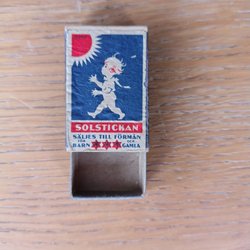 SOLSTICKAN
SÄLJES TILL FÖRMÅN
FÖR OCH
BARN GAMLA